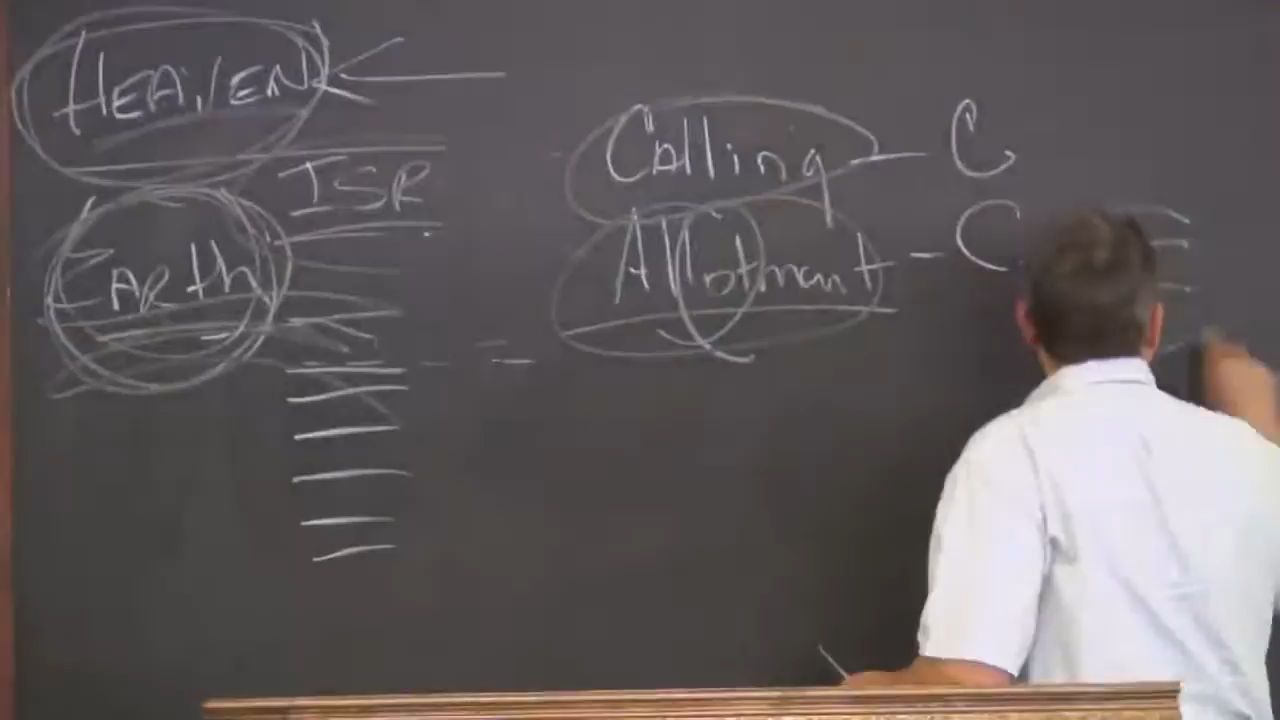 HEAVEN
ISR
EARth
CAlling - C
Allotment - C